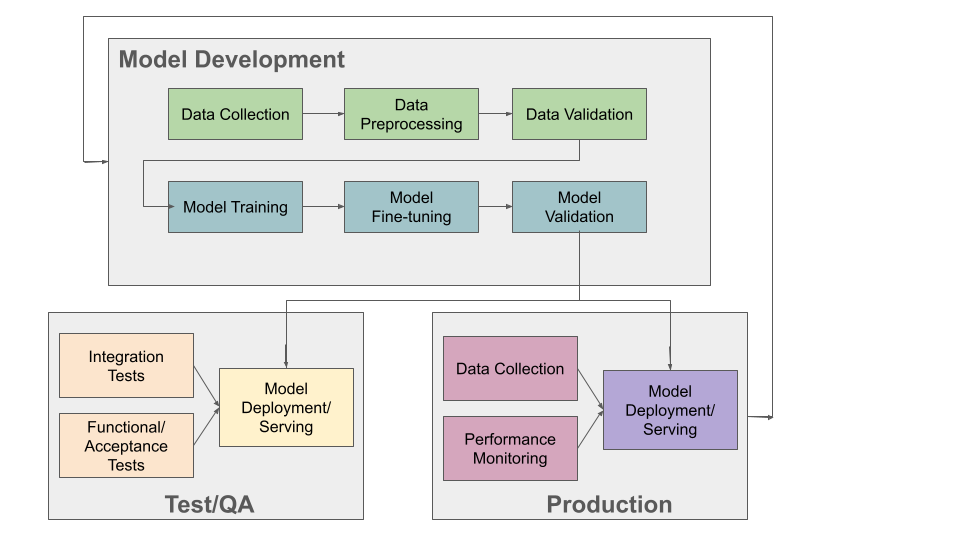 Model Development
Data Collection
Data
Preprocessing
Data Validation
Model Training
Model
Fine-tuning
Model
Validation
Integration
Tests
Functional/
Acceptance
Tests
Model
Deployment/
Serving
Test/QA
Data Collection
Performance
Monitoring
Model
Deployment/
Serving
Production